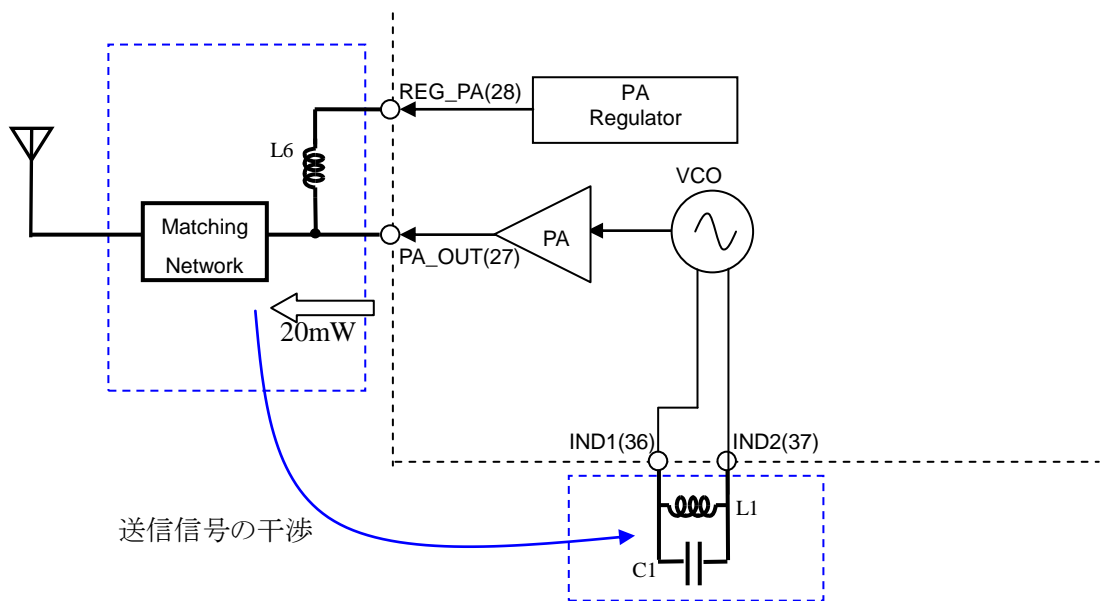 REG_PA(28)
PA
Regulator
L6
VCO
Matching
Network
PA_OUT(27)
PA
20mW
IND1(36)
IND2(37)
L1
送信信号の干渉
C1